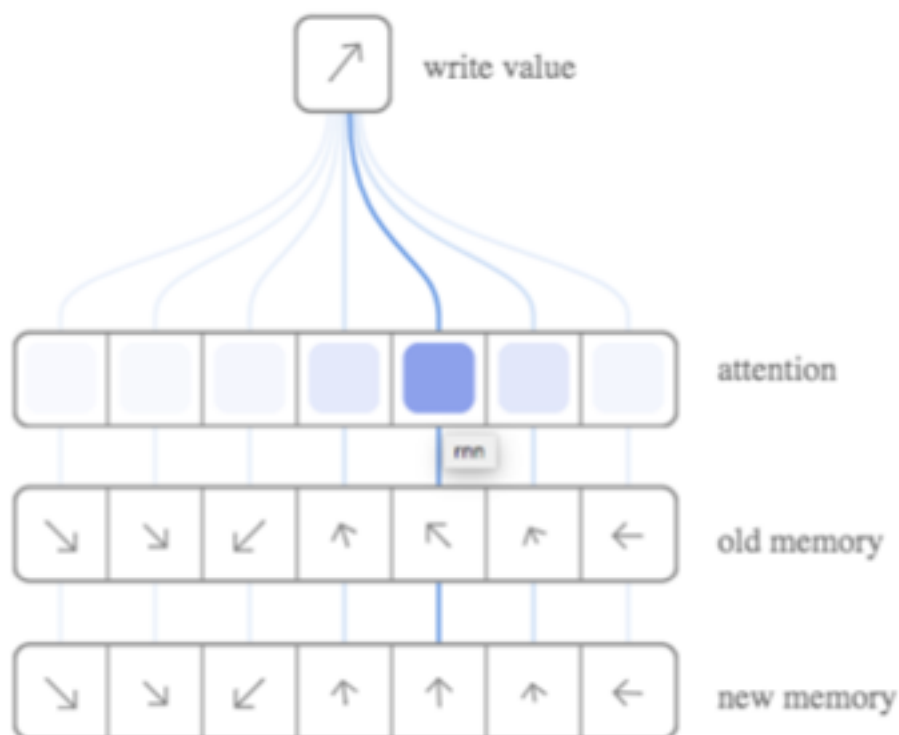 write value
attention
rnn
old memory
new memory